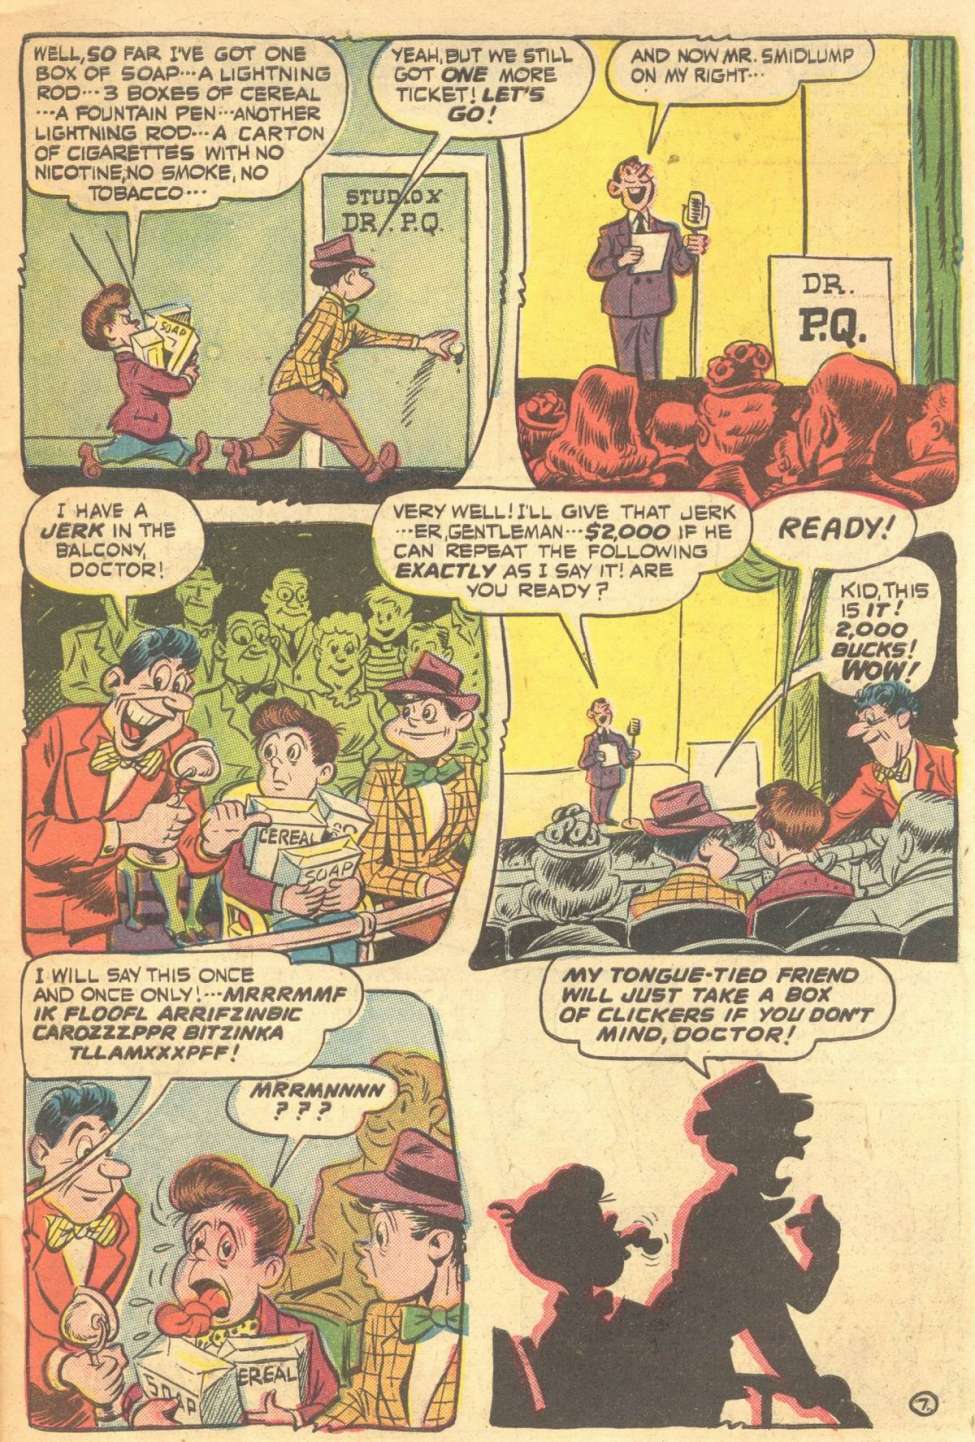 WELL, SO FAR I'VE GOT ONE
BOX OF SOAP···A LIGHTNING
ROD···3 BOXES OF CEREAL
···A FOUNTAIN PEN···ANOTHER
LIGHTNING ROD···A CARTON
OF CIGARETTES WITH NO
NICOTINE, NO SMOKE, NO
TOBACCO···
YEAH, BUT WE STILL
GOT ONE MORE
TICKET! LET'S
GO!
STUDIO X
DR. P.Q.
SOAP
AND NOW MR. SMIDLUMP
ON MY RIGHT···
DR.
P.Q.
I HAVE A
JERK IN THE
BALCONY,
DOCTOR!
CEREAL
SOAP
VERY WELL! I'LL GIVE THAT JERK
···ER, GENTLEMAN···$2,000 IF HE
CAN REPEAT THE FOLLOWING
EXACTLY AS I SAY IT! ARE
YOU READY?
READY!
KID, THIS
IS IT!
2,000
BUCKS!
WOW!
I WILL SAY THIS ONCE
AND ONCE ONLY!···MRRRMMF
IK FLOOFL ARRIFZINBIC
CAROZZZPPR BITZINKA
TLLAMXXXPFF!
MRRMNNNN
???
SOAP
EREAL
MY TONGUE-TIED FRIEND
WILL JUST TAKE A BOX
OF CLICKERS IF YOU DON'T
MIND, DOCTOR!
7.